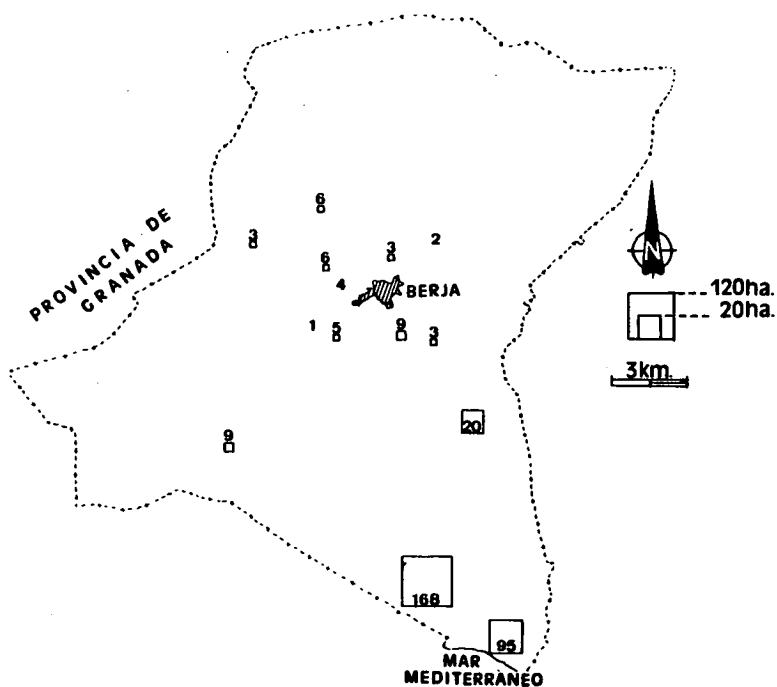 PROVINCIA DE
GRANADA
6
3
6
3
2
4
BERJA
1
5
9
3
9
20
168
95
MAR
MEDITERRANEO
N
120ha.
20ha.
3km.